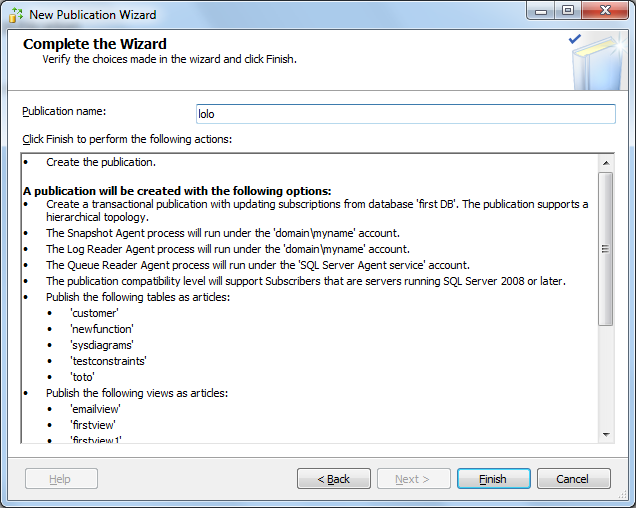 New Publication Wizard
Complete the Wizard
Verify the choices made in the wizard and click Finish.
Publication name:
lolo
Click Finish to perform the following actions:
• Create the publication.
A publication will be created with the following options:
• Create a transactional publication with updating subscriptions from database 'first DB'. The publication supports a
hierarchical topology.
• The Snapshot Agent process will run under the 'domain\myname' account.
• The Log Reader Agent process will run under the 'domain\myname' account.
• The Queue Reader Agent process will run under the 'SQL Server Agent service' account.
• The publication compatibility level will support Subscribers that are servers running SQL Server 2008 or later.
• Publish the following tables as articles:
• 'customer'
• 'newfunction'
• 'sysdiagrams'
• 'testconstraints'
• 'toto'
• Publish the following views as articles:
• 'emailview'
• 'firstview'
• 'firstview1'
Help
< Back
Next >
Finish
Cancel